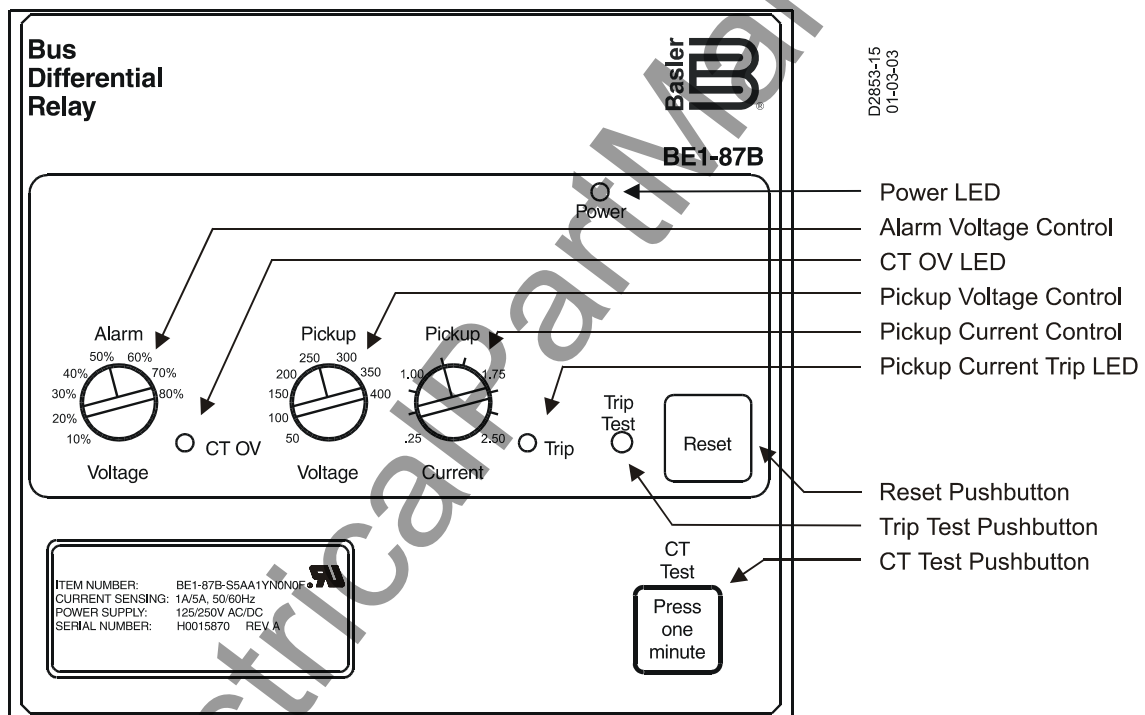 Bus
Differential
Relay
Basler
®
BE1-87B
D2853-15
01-03-03
Power
Power LED
Alarm Voltage Control
CT OV LED
Pickup Voltage Control
Pickup Current Control
Pickup Current Trip LED
Alarm
10%
20%
30%
40%
50%
60%
70%
80%
Voltage
CT OV
Pickup
50
100
150
200
250
300
350
400
Voltage
Pickup
.25
1.00
1.75
2.50
Current
Trip
Trip
Test
Reset
Reset Pushbutton
Trip Test Pushbutton
CT Test Pushbutton
CT
Test
Press
one
minute
ITEM NUMBER: BE1-87B-S5AA1YN0N0F
CURRENT SENSING: 1A/5A, 50/60Hz
POWER SUPPLY: 125/250V AC/DC
SERIAL NUMBER: H0015870 REV A